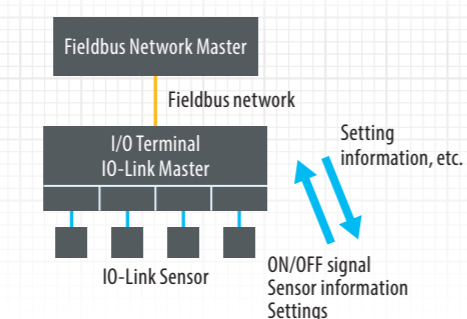 Fieldbus Network Master
Fieldbus network
I/O Terminal
IO-Link Master
Setting
information, etc.
IO-Link Sensor
ON/OFF signal
Sensor information
Settings